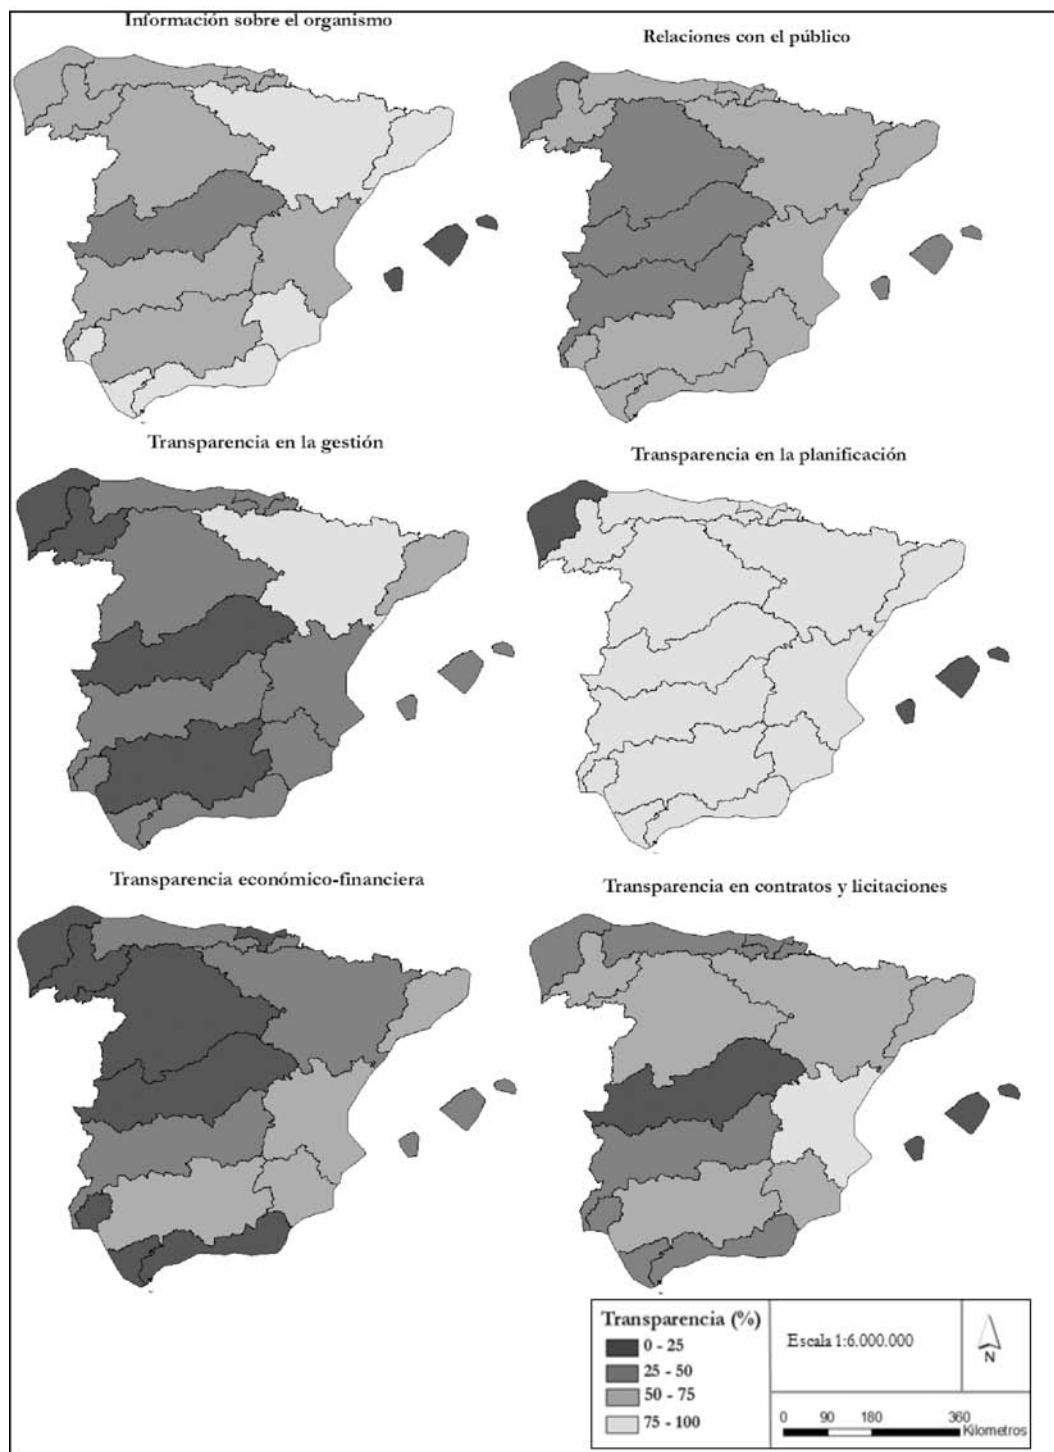 Información sobre el organismo
Relaciones con el público
Transparencia en la gestión
Transparencia en la planificación
Transparencia económico-financiera
Transparencia en contratos y licitaciones
Transparencia (%)
0 - 25
25 - 50
50 - 75
75 - 100
Escala 1:6.000.000
N
0 90 180 360
Kilometros